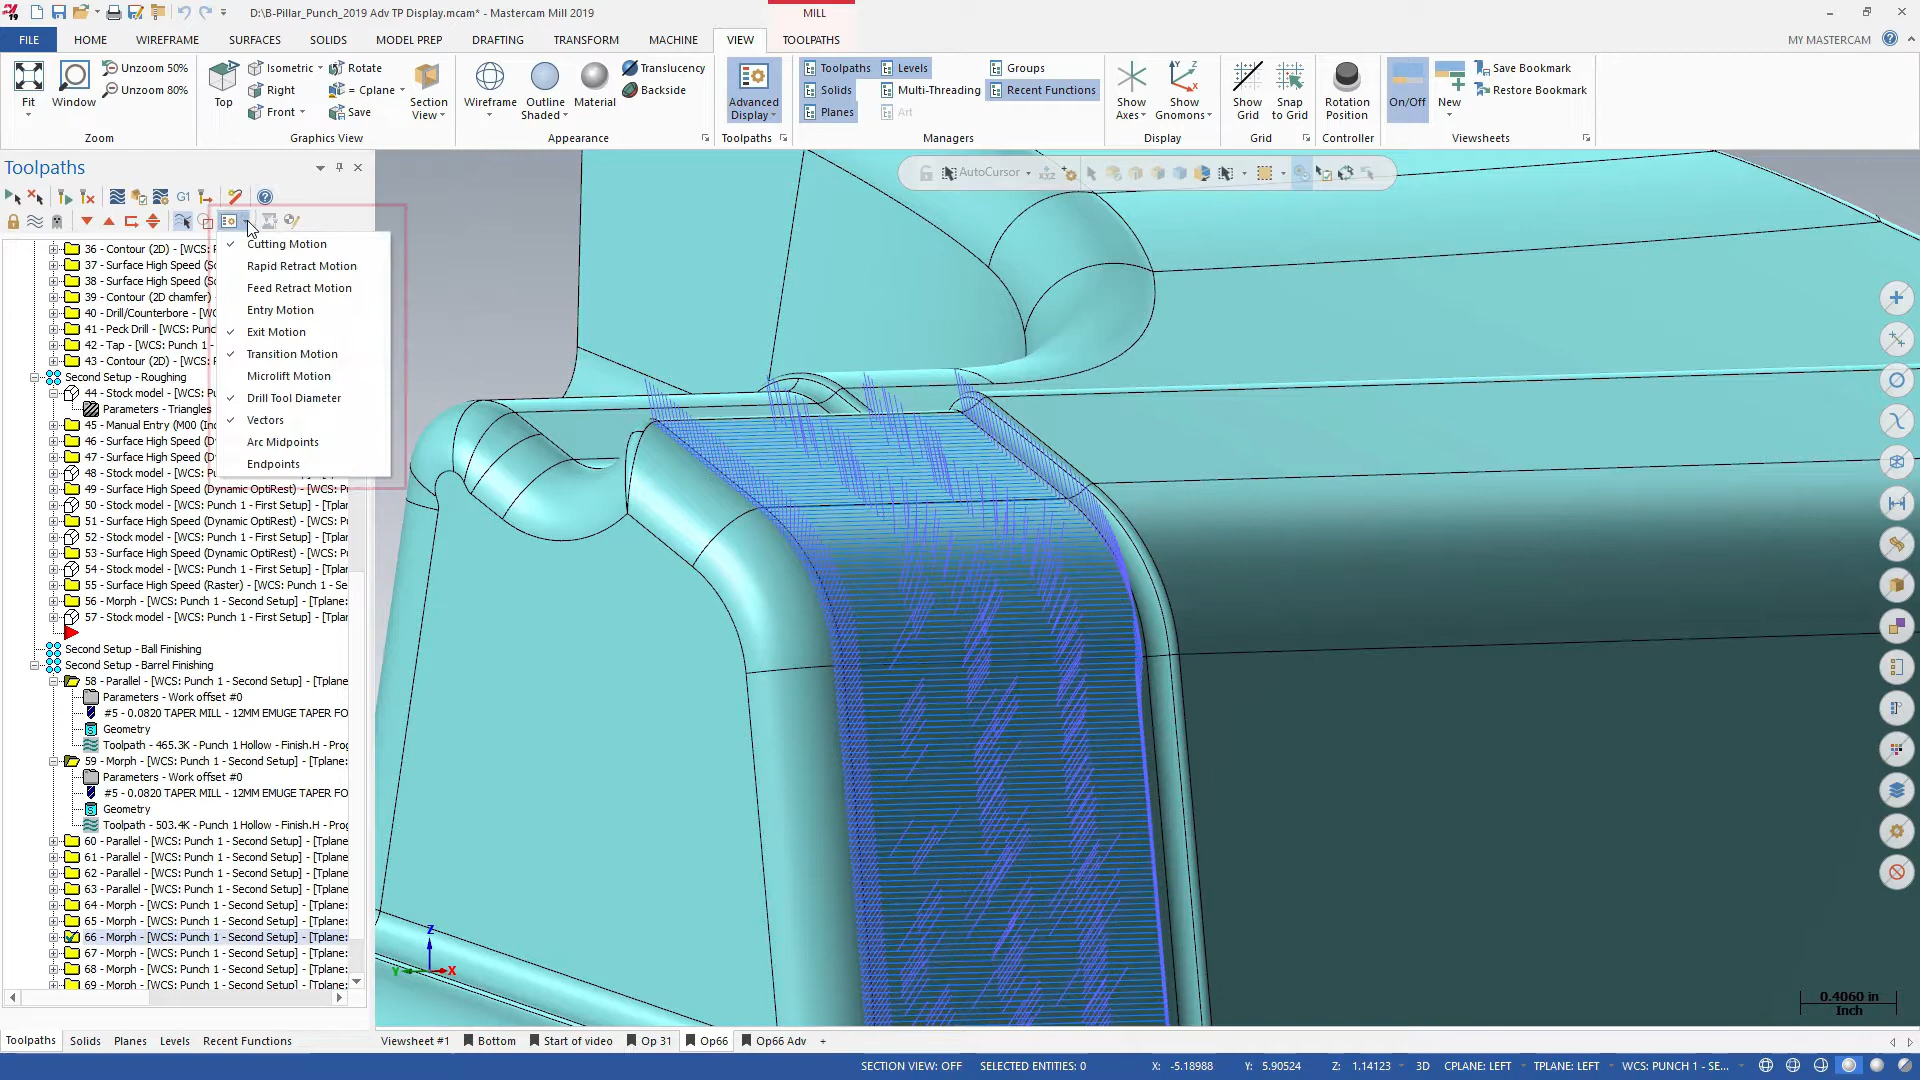 D:\B-Pillar_Punch_2019 Adv TP Display.mcam* - Mastercam Mill 2019
MILL
FILE HOME WIREFRAME SURFACES SOLIDS MODEL PREP DRAFTING TRANSFORM MACHINE VIEW TOOLPATHS MY MASTERCAM
Fit Window Unzoom 50% Unzoom 80% Zoom
Top Isometric Right Front Rotate = Cplane Save Section View Graphics View
Wireframe Outline Shaded Material Translucency Backside Appearance
Advanced Display Toolpaths
Toolpaths Solids Planes Levels Multi-Threading Art Groups Recent Functions Managers
Show Axes Show Gnomons Display
Show Grid Snap to Grid Grid
Rotation Position Controller
On/Off New Save Bookmark Restore Bookmark Viewsheets
Toolpaths
AutoCursor
G1
Cutting Motion
Rapid Retract Motion
Feed Retract Motion
Entry Motion
Exit Motion
Transition Motion
Microlift Motion
Drill Tool Diameter
Vectors
Arc Midpoints
Endpoints
36 - Contour (2D) - [WCS: P
37 - Surface High Speed (Sc
38 - Surface High Speed (Sc
39 - Contour (2D chamfer)
40 - Drill/Counterbore - [WC
41 - Peck Drill - [WCS: Punc
42 - Tap - [WCS: Punch 1 -
43 - Contour (2D) - [WCS: P
Second Setup - Roughing
44 - Stock model - [WCS: Pu
Parameters - Triangles
45 - Manual Entry (M00 (Inc
46 - Surface High Speed (Dy
47 - Surface High Speed (Dy
48 - Stock model - [WCS: Pu
49 - Surface High Speed (Dynamic OptiRest) - [WCS: P
50 - Stock model - [WCS: Punch 1 - First Setup] - [Tplane
51 - Surface High Speed (Dynamic OptiRest) - [WCS: P
52 - Stock model - [WCS: Punch 1 - First Setup] - [Tplane
53 - Surface High Speed (Dynamic OptiRest) - [WCS: P
54 - Stock model - [WCS: Punch 1 - First Setup] - [Tplane
55 - Surface High Speed (Raster) - [WCS: Punch 1 - Se
56 - Morph - [WCS: Punch 1 - Second Setup] - [Tplane:
57 - Stock model - [WCS: Punch 1 - First Setup] - [Tplane
Second Setup - Ball Finishing
Second Setup - Barrel Finishing
58 - Parallel - [WCS: Punch 1 - Second Setup] - [Tplane
Parameters - Work offset #0
#5 - 0.0820 TAPER MILL - 12MM EMUGE TAPER FO
Geometry
Toolpath - 465.3K - Punch 1 Hollow - Finish.H - Prog
59 - Morph - [WCS: Punch 1 - Second Setup] - [Tplane:
Parameters - Work offset #0
#5 - 0.0820 TAPER MILL - 12MM EMUGE TAPER FO
Geometry
Toolpath - 503.4K - Punch 1 Hollow - Finish.H - Prog
60 - Parallel - [WCS: Punch 1 - Second Setup] - [Tplane
61 - Parallel - [WCS: Punch 1 - Second Setup] - [Tplane
62 - Parallel - [WCS: Punch 1 - Second Setup] - [Tplane
63 - Parallel - [WCS: Punch 1 - Second Setup] - [Tplane
64 - Morph - [WCS: Punch 1 - Second Setup] - [Tplane:
65 - Morph - [WCS: Punch 1 - Second Setup] - [Tplane:
66 - Morph - [WCS: Punch 1 - Second Setup] - [Tplane:
67 - Morph - [WCS: Punch 1 - Second Setup] - [Tplane:
68 - Morph - [WCS: Punch 1 - Second Setup] - [Tplane:
69 - Morph - [WCS: Punch 1 - Second Setup] - [Tplane:
Z
Y X
0.4060 in
Inch
Toolpaths Solids Planes Levels Recent Functions
Viewsheet #1 Bottom Start of video Op 31 Op66 Op66 Adv +
SECTION VIEW: OFF SELECTED ENTITIES: 0 X: -5.18988 Y: 5.90524 Z: 1.14123 3D CPLANE: LEFT TPLANE: LEFT WCS: PUNCH 1 - SE...